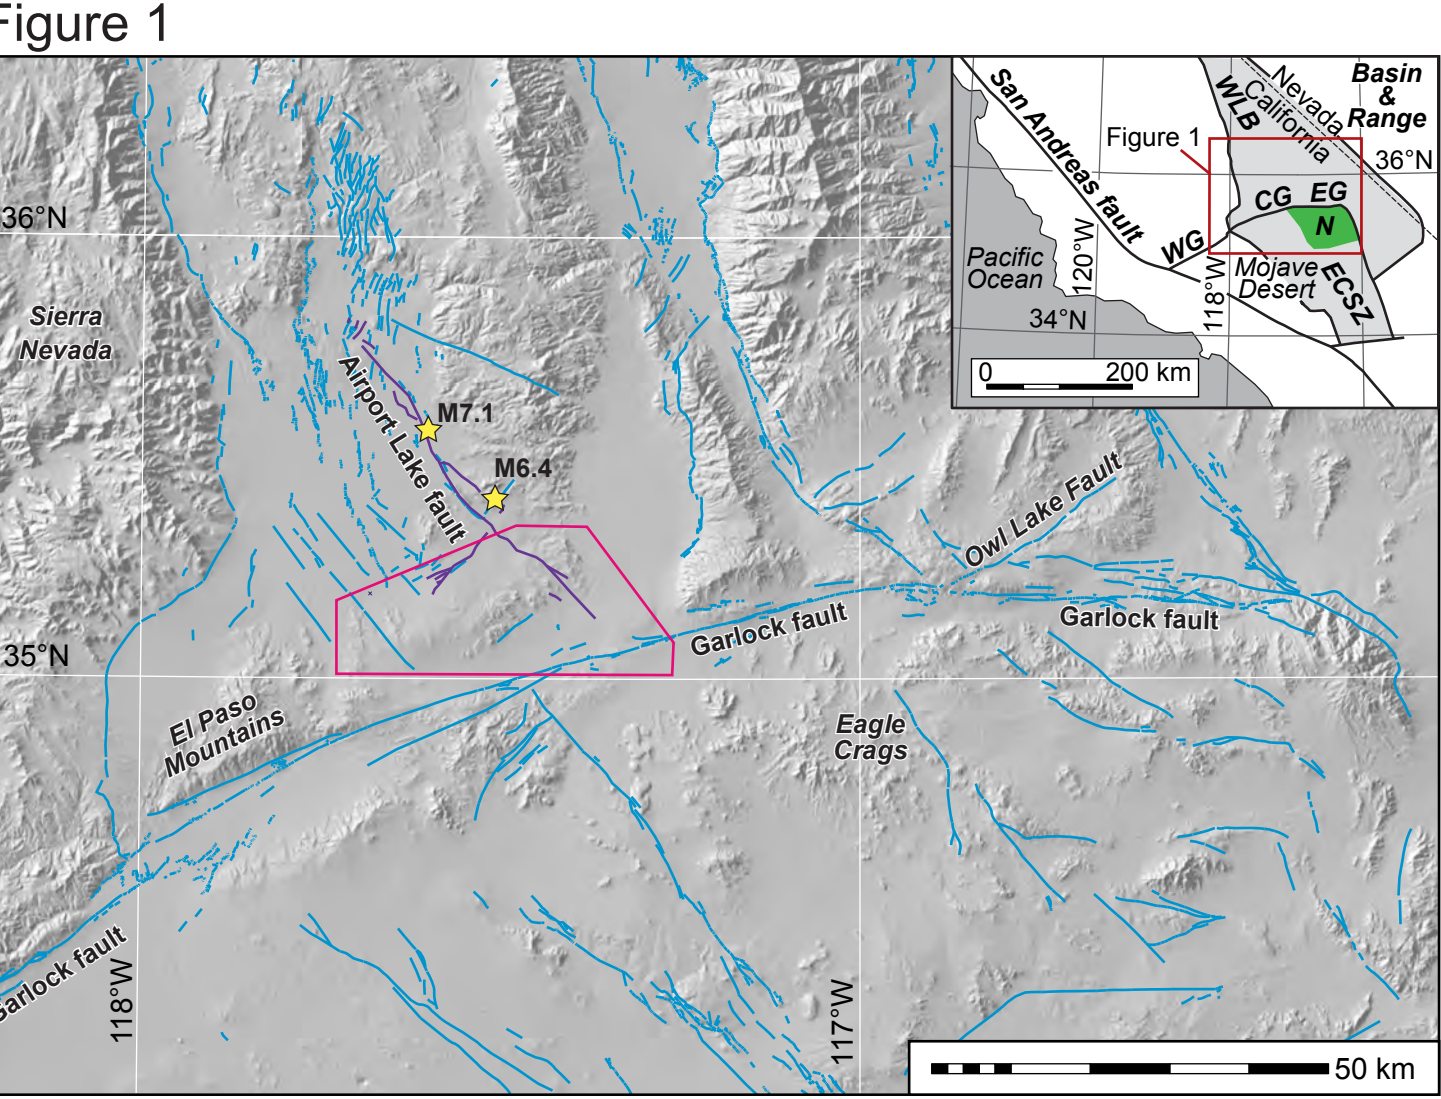 Figure 1
36°N
Sierra
Nevada
Airport Lake fault
M7.1
M6.4
35°N
El Paso
Mountains
Garlock fault
118°W
Garlock fault
Owl Lake Fault
Garlock fault
Eagle
Crags
117°W
50 km
San Andreas fault
WLB
Nevada
California
Basin
&
Range
Figure 1
36°N
CG
EG
N
WG
120°W
118°W
Pacific
Ocean
Mojave
Desert
ECSZ
34°N
0
200 km